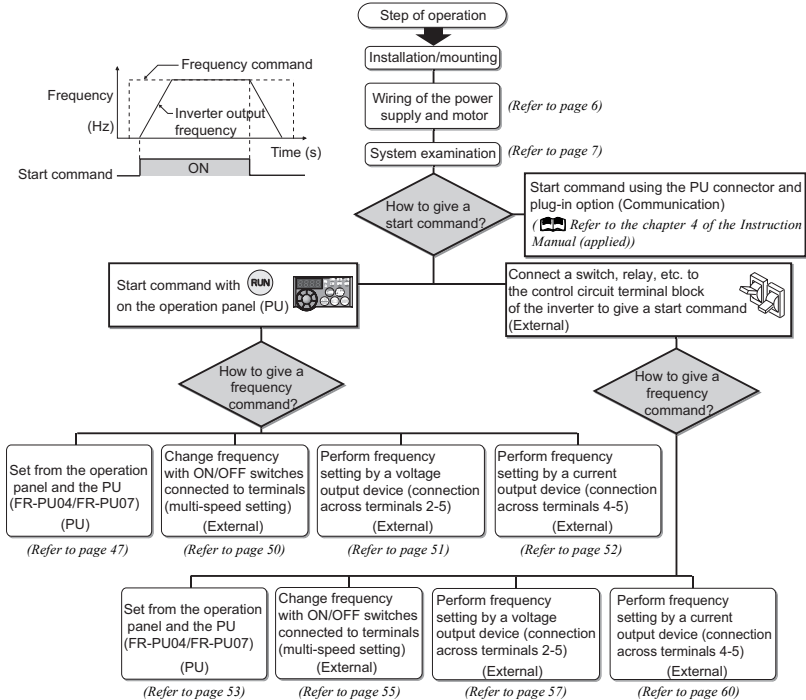 Step of operation
Installation/mounting
Wiring of the power
supply and motor
(Refer to page 6)
System examination
(Refer to page 7)
Frequency command
Frequency
(Hz)
Inverter output
frequency
Time (s)
Start command
ON
How to give a
start command?
Start command using the PU connector and
plug-in option (Communication)
( Refer to the chapter 4 of the Instruction
Manual (applied))
Start command with RUN
on the operation panel (PU)
Connect a switch, relay, etc. to
the control circuit terminal block
of the inverter to give a start command
(External)
How to give a
frequency
command?
How to give a
frequency
command?
Set from the operation
panel and the PU
(FR-PU04/FR-PU07)
(PU)
(Refer to page 47)
Change frequency
with ON/OFF switches
connected to terminals
(multi-speed setting)
(External)
(Refer to page 50)
Perform frequency
setting by a voltage
output device (connection
across terminals 2-5)
(External)
(Refer to page 51)
Perform frequency
setting by a current
output device (connection
across terminals 4-5)
(External)
(Refer to page 52)
Set from the operation
panel and the PU
(FR-PU04/FR-PU07)
(PU)
(Refer to page 53)
Change frequency
with ON/OFF switches
connected to terminals
(multi-speed setting)
(External)
(Refer to page 55)
Perform frequency
setting by a voltage
output device (connection
across terminals 2-5)
(External)
(Refer to page 57)
Perform frequency
setting by a current
output device (connection
across terminals 4-5)
(External)
(Refer to page 60)